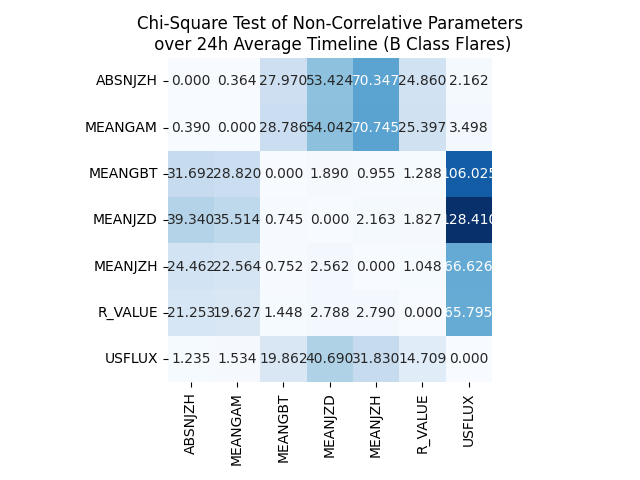 Chi-Square Test of Non-Correlative Parameters
over 24h Average Timeline (B Class Flares)
ABSNJZH 0.000 0.364 27.970 53.424 70.347 24.860 2.162
MEANGAM 0.390 0.000 28.786 54.042 70.745 25.397 3.498
MEANGBT 31.692 28.820 0.000 1.890 0.955 1.288 106.025
MEANJZD 39.340 35.514 0.745 0.000 2.163 1.827 128.410
MEANJZH 24.462 22.564 0.752 2.562 0.000 1.048 66.626
R_VALUE 21.253 19.627 1.448 2.788 2.790 0.000 65.795
USFLUX 1.235 1.534 19.862 40.690 31.830 14.709 0.000
ABSNJZH MEANGAM MEANGBT MEANJZD MEANJZH R_VALUE USFLUX